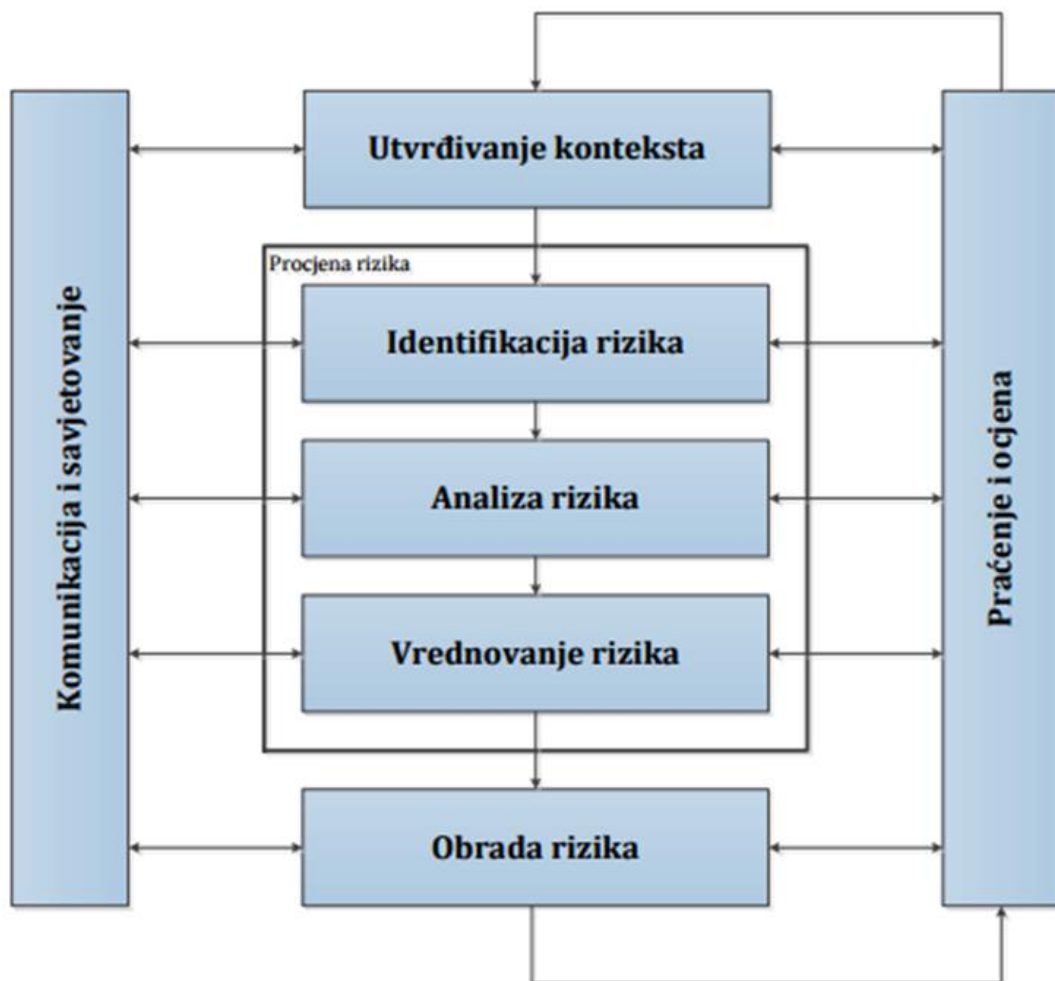 Utvrđivanje konteksta
Procjena rizika
Identifikacija rizika
Analiza rizika
Vrednovanje rizika
Obrada rizika
Komunikacija i savjetovanje
Praćenje i ocjena